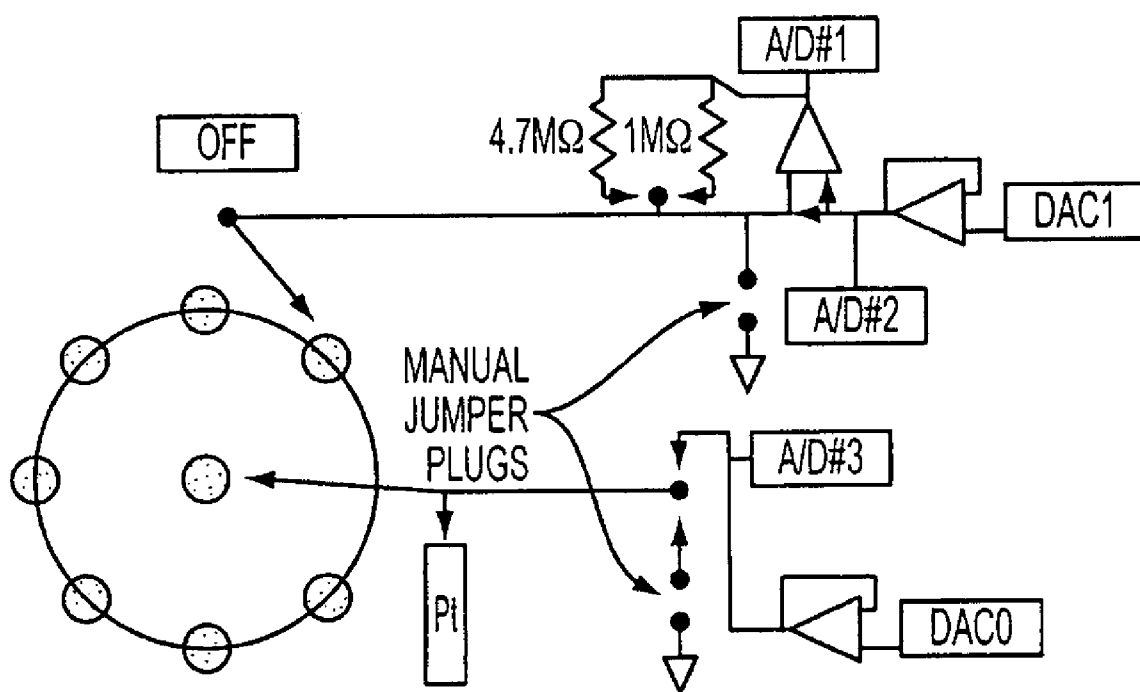 A/D#1
OFF
4.7MΩ
1MΩ
DAC1
A/D#2
MANUAL
JUMPER
PLUGS
A/D#3
Pt
DAC0